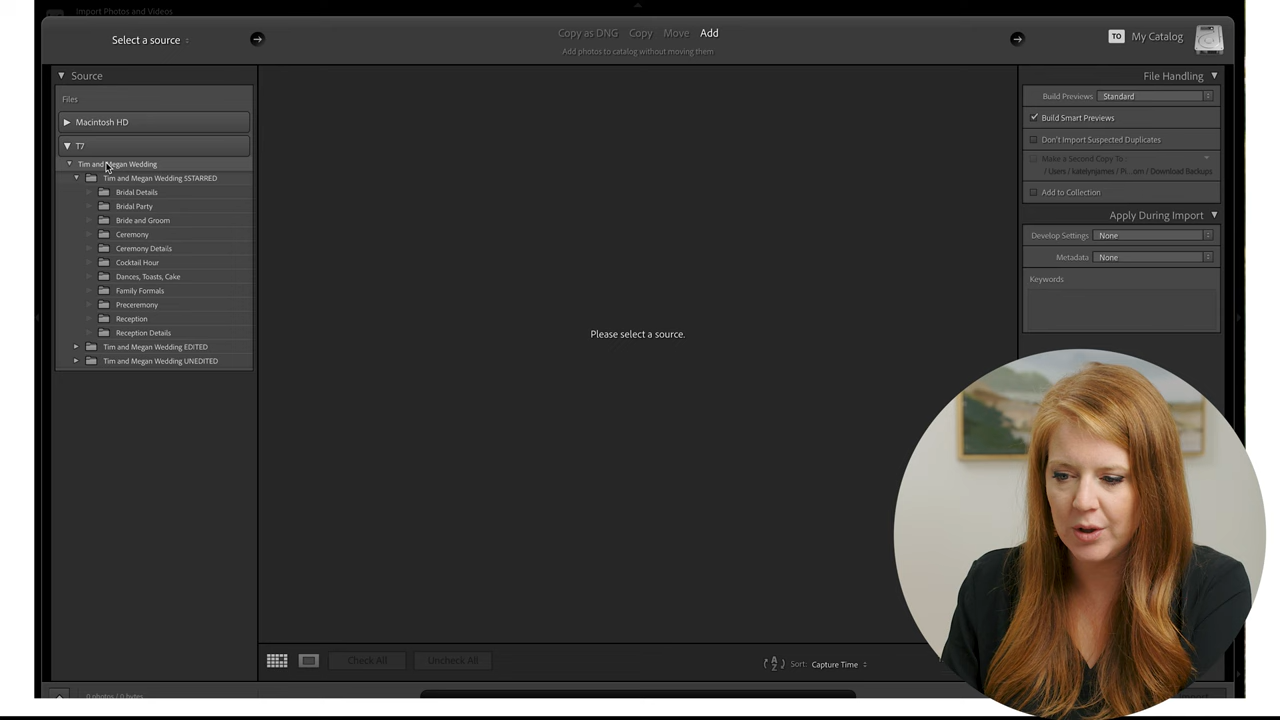 Import Photos and Videos
Select a source
Copy as DNG Copy Move Add
Add photos to catalog without moving them
TO My Catalog
Source
Files
Macintosh HD
T7
Tim and Megan Wedding
Tim and Megan Wedding SSTARRED
Bridal Details
Bridal Party
Bride and Groom
Ceremony
Ceremony Details
Cocktail Hour
Dances, Toasts, Cake
Family Formals
Preceremony
Reception
Reception Details
Tim and Megan Wedding EDITED
Tim and Megan Wedding UNEDITED
Please select a source.
File Handling
Build Previews Standard
Build Smart Previews
Don't Import Suspected Duplicates
Make a Second Copy To :
/ Users / katelynjames / Pi...om / Download Backups
Add to Collection
Apply During Import
Develop Settings None
Metadata None
Keywords
Check All Uncheck All
Sort: Capture Time
0 photos / 0 bytes